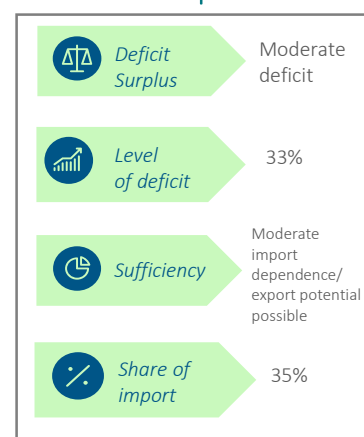 Deficit
Surplus
Moderate
deficit
Level
of deficit
33%
Sufficiency
Moderate
import
dependence/
export potential
possible
Share of
import
35%